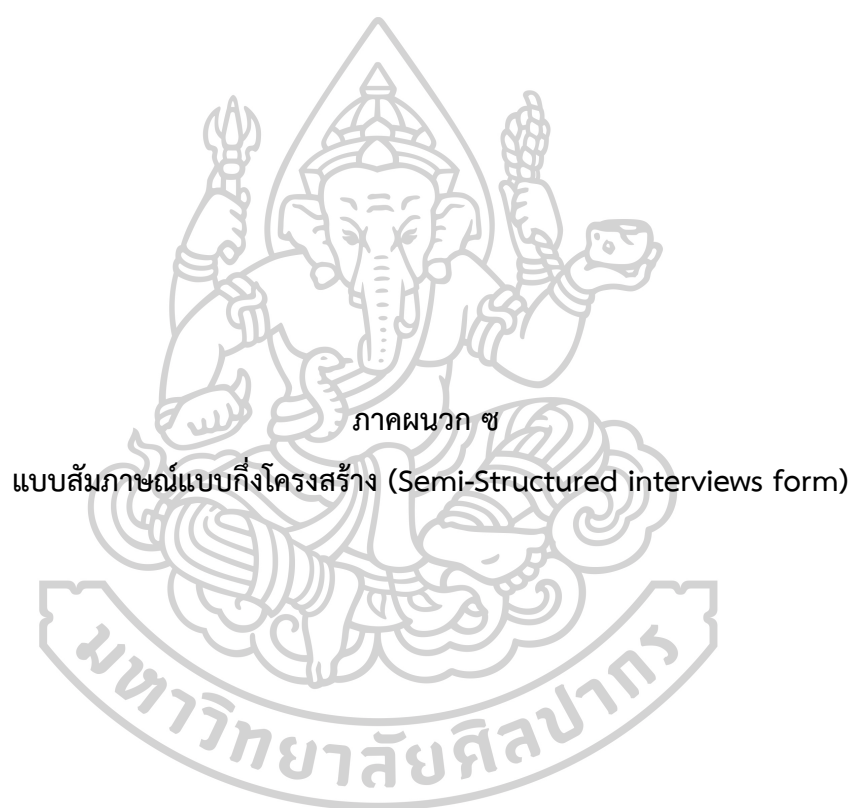 ภาคผนวก ซ
แบบสัมภาษณ์แบบกึ่งโครงสร้าง (Semi-Structured interviews form)
มหาวิทยาลัยศิลปากร